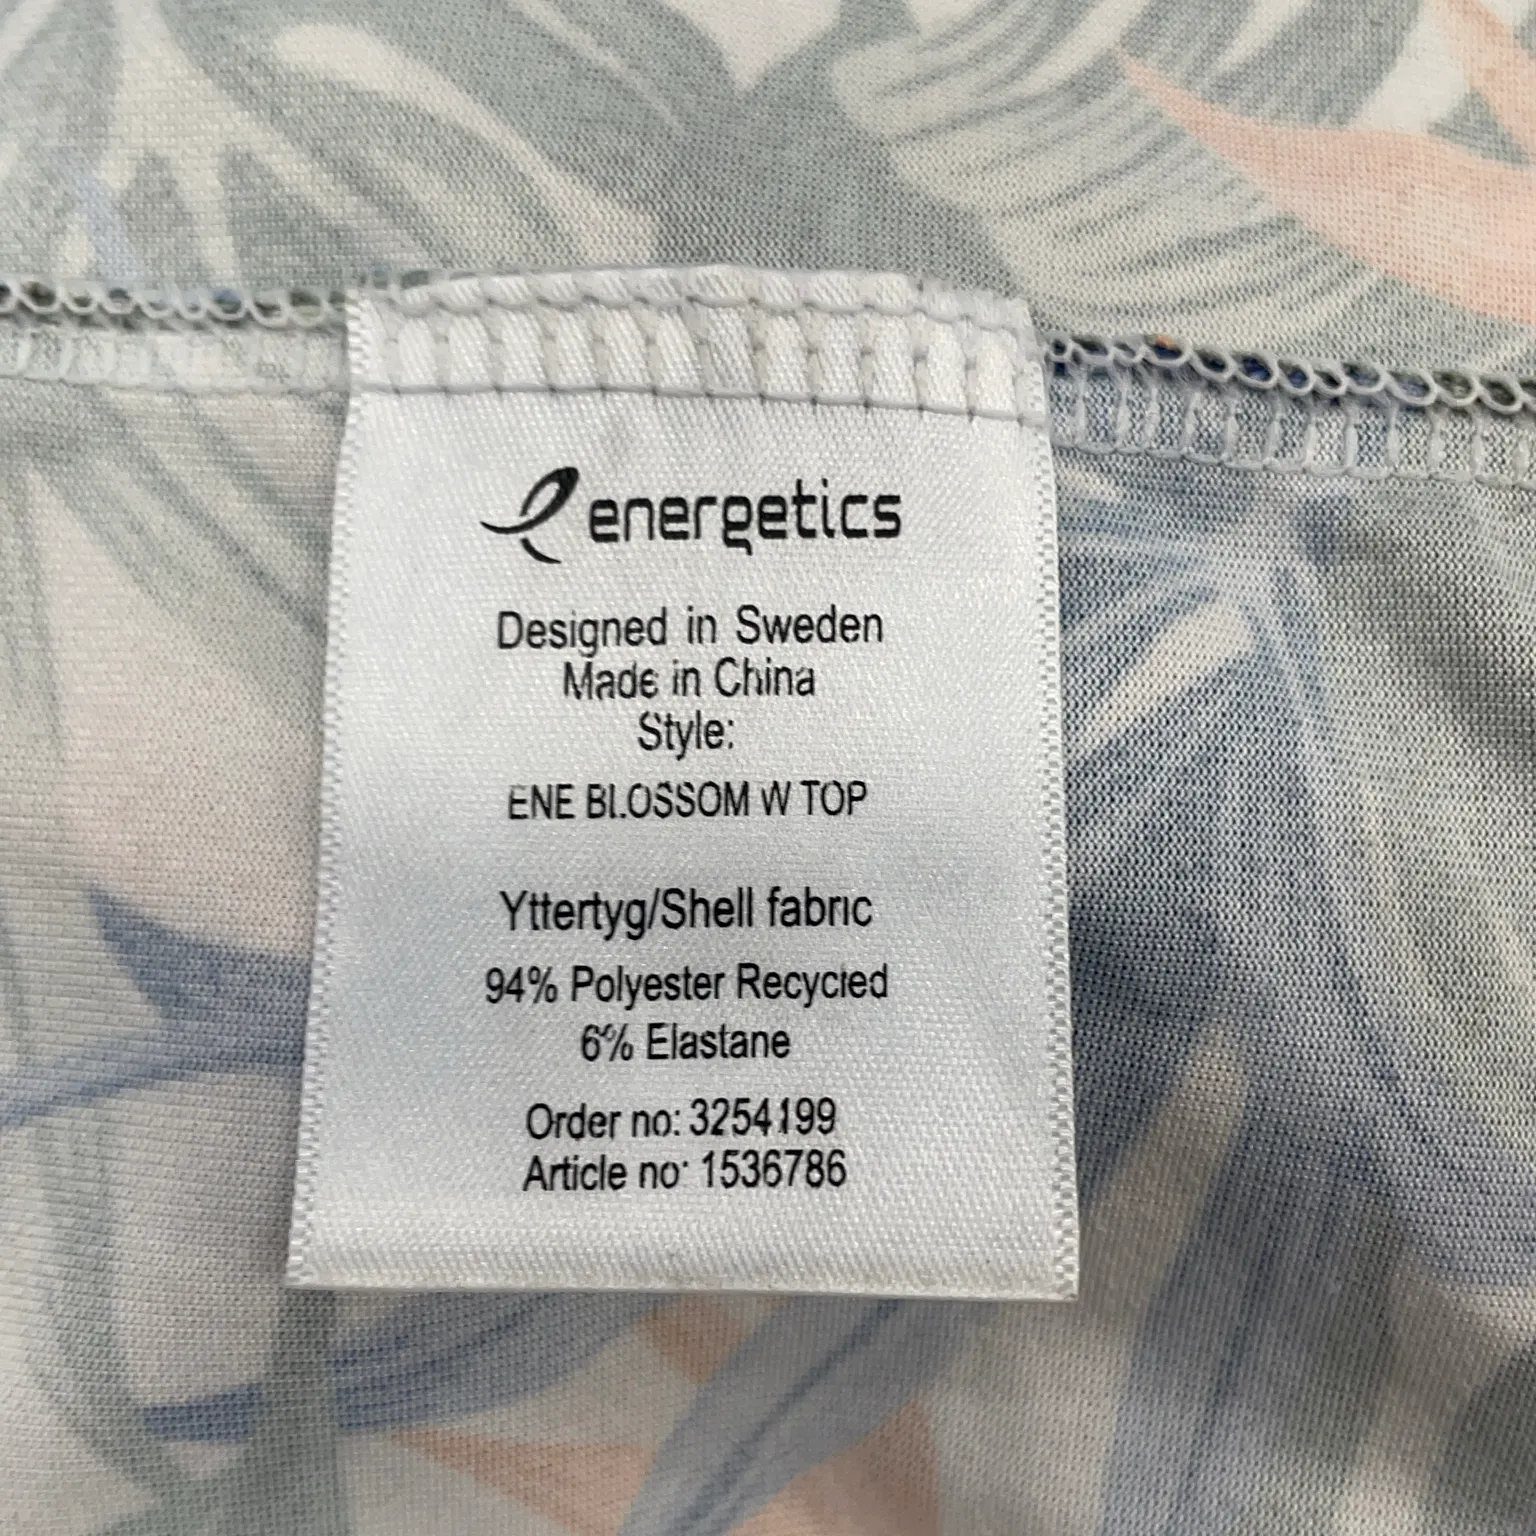 energetics
Designed in Sweden
Made in China
Style:
ENE BLOSSOM W TOP
Yttertyg/Shell fabric
94% Polyester Recycled
6% Elastane
Order no: 3254199
Article no: 1536786